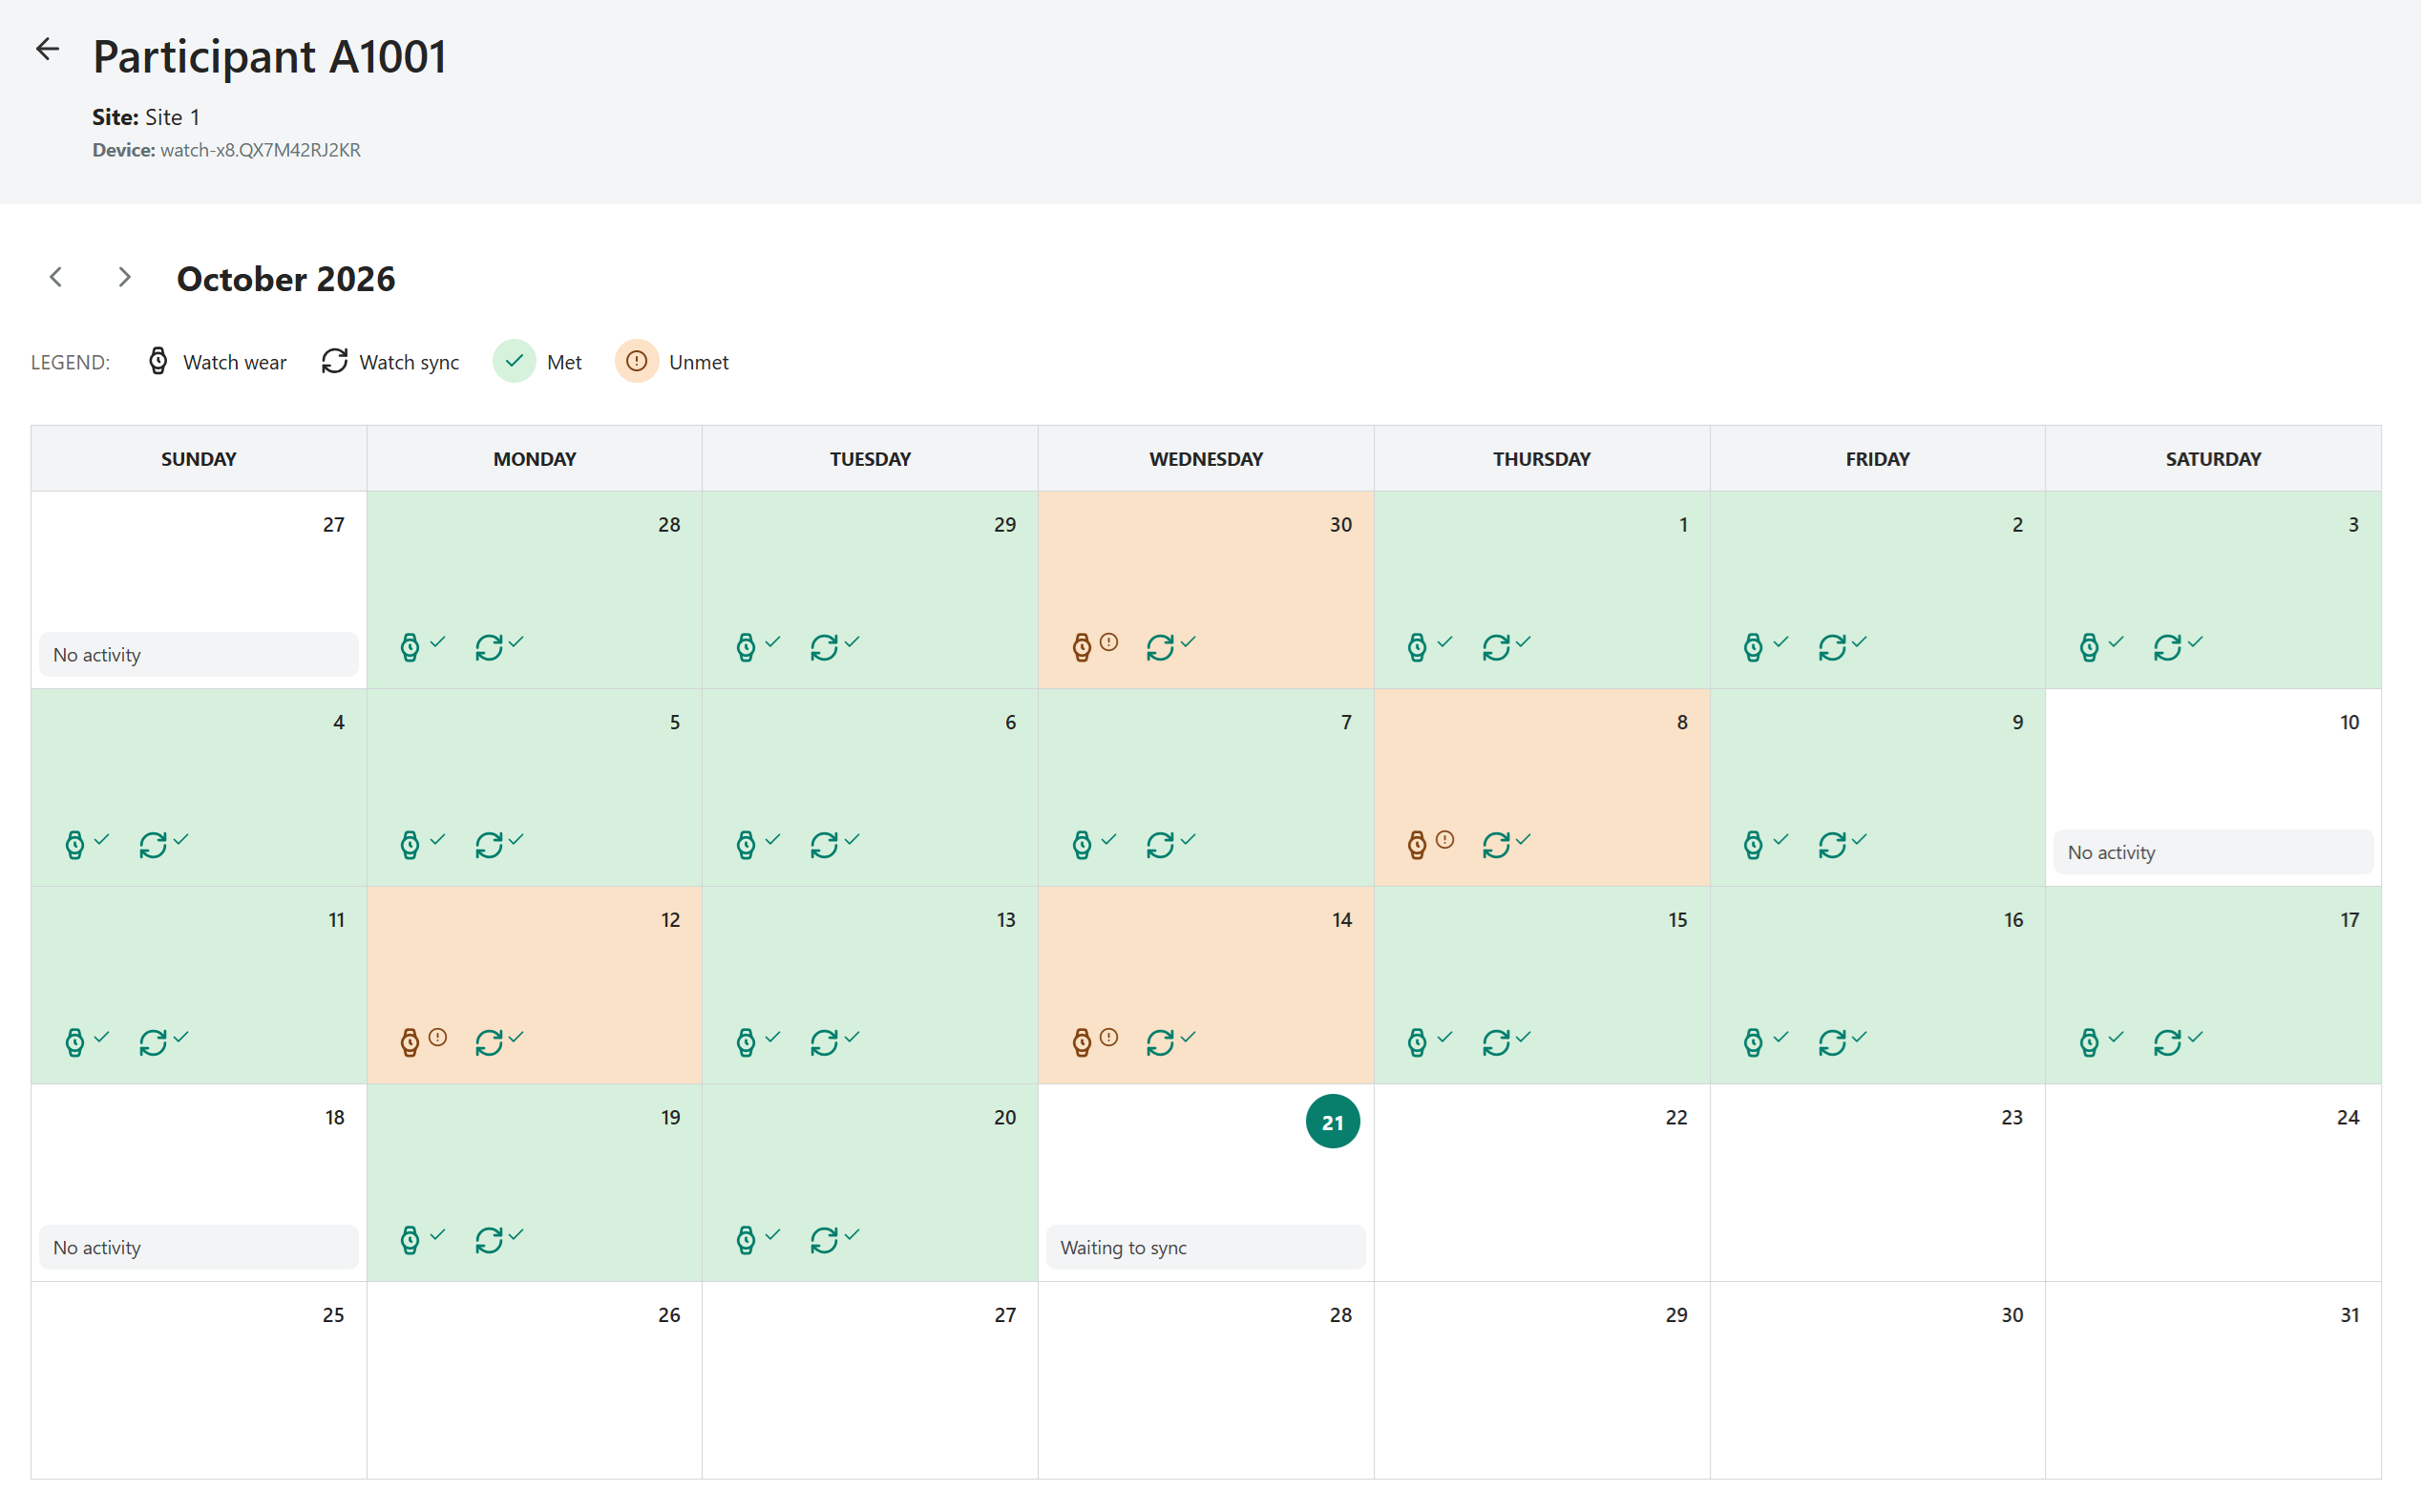 Participant A1001
Site: Site 1
Device: watch-x8.QX7M42RJ2KR
October 2026
LEGEND: Watch wear Watch sync Met Unmet
SUNDAY MONDAY TUESDAY WEDNESDAY THURSDAY FRIDAY SATURDAY
27 28 29 30 1 2 3
No activity
4 5 6 7 8 9 10
No activity
11 12 13 14 15 16 17
18 19 20 21 22 23 24
No activity Waiting to sync
25 26 27 28 29 30 31